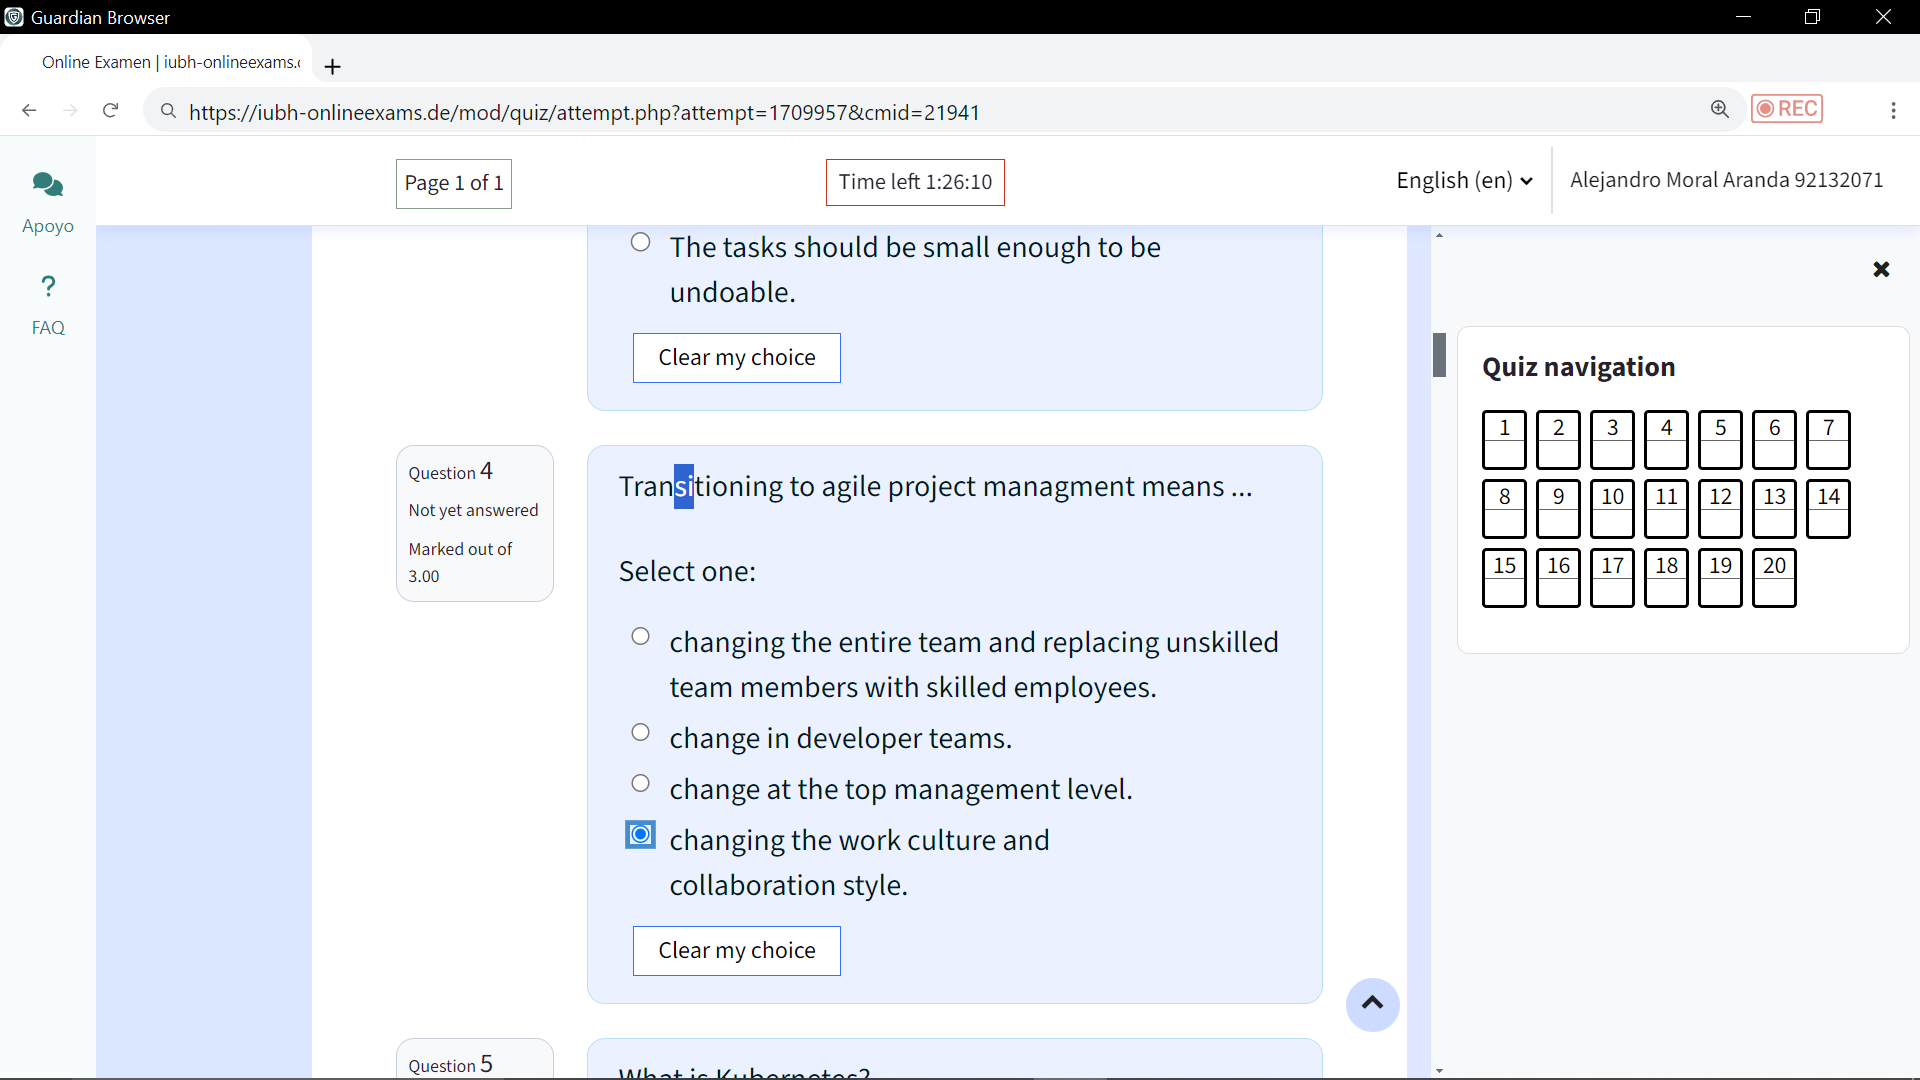 Guardian Browser
Online Examen | iubh-onlineexams.
https://iubh-onlineexams.de/mod/quiz/attempt.php?attempt=1709957&cmid=21941
REC
Apoyo
?
FAQ
Page 1 of 1
Time left 1:26:10
English (en)
Alejandro Moral Aranda 92132071
The tasks should be small enough to be
undoable.
Clear my choice
Question 4
Not yet answered
Marked out of
3.00
Transitioning to agile project managment means ...
Select one:
changing the entire team and replacing unskilled
team members with skilled employees.
change in developer teams.
change at the top management level.
changing the work culture and
collaboration style.
Clear my choice
Question 5
What is Kubernetes?
Quiz navigation
1 2 3 4 5 6 7
8 9 10 11 12 13 14
15 16 17 18 19 20